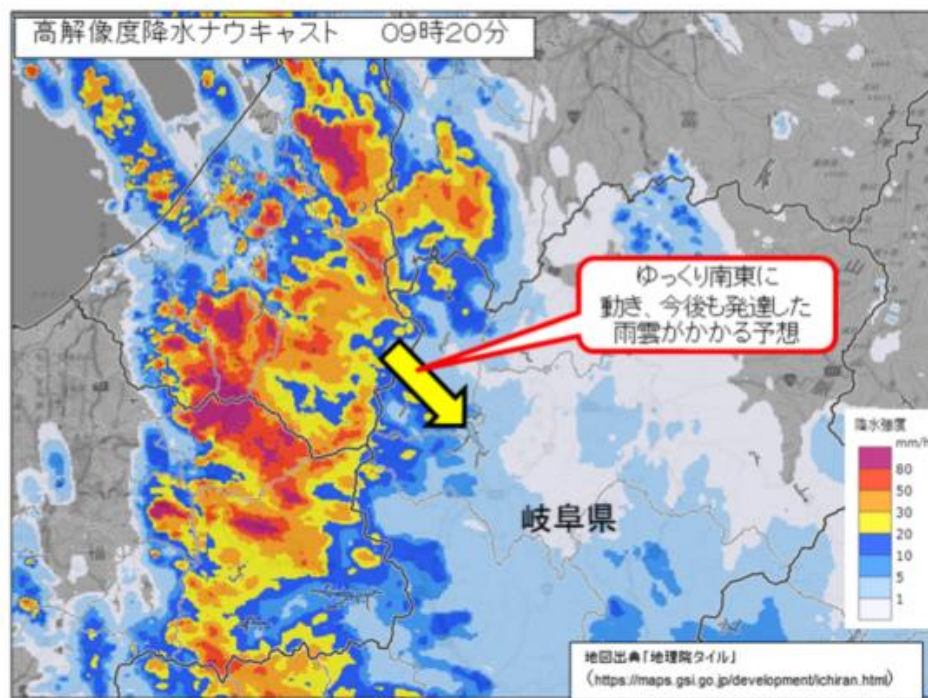 高解像度降水ナウキャスト 09時20分
ゆっくり南東に
動き、今後も発達した
雨雲がかかる予想
降水強度
mm/h
80
50
30
20
10
5
1
岐阜県
地図出典「地理院タイル」
(https://maps.gsi.go.jp/development/ichiran.html)